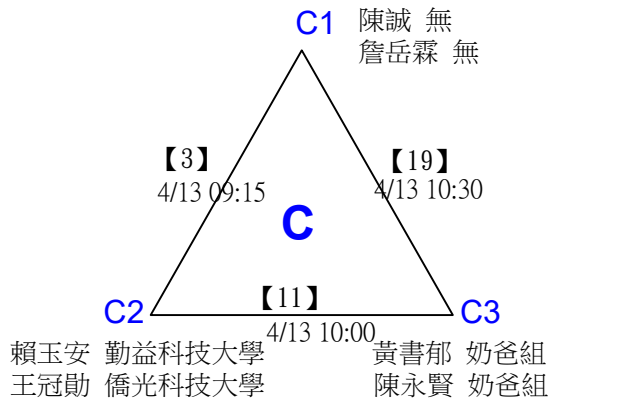 C1
陳誠 無
詹岳霖 無
【3】
4/13 09:15
【19】
4/13 10:30
C
【11】
4/13 10:00
C2
C3
賴玉安 勤益科技大學
王冠勛 僑光科技大學
黃書郁 奶爸組
陳永賢 奶爸組